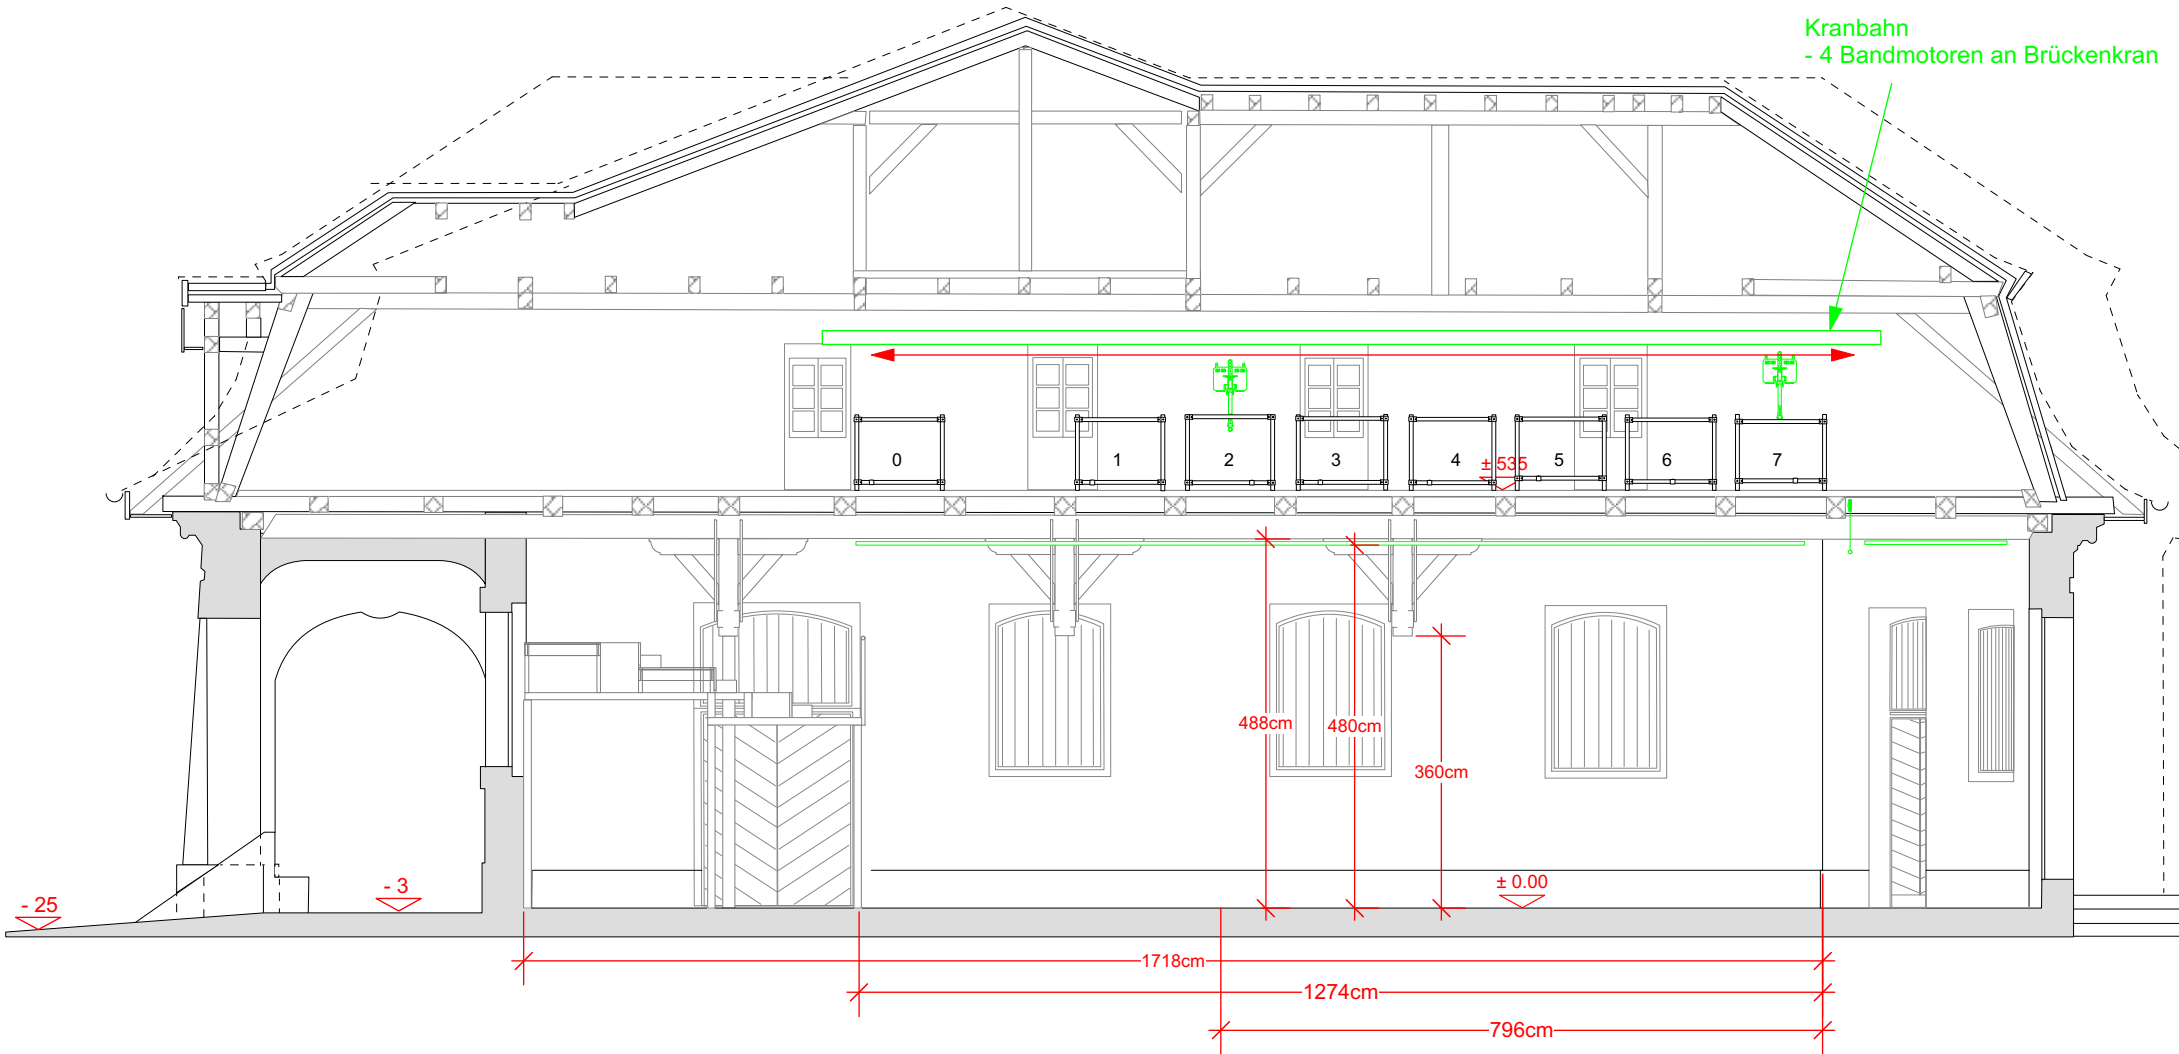 Kranbahn
- 4 Bandmotoren an Brückenkran
0
1
2
3
4
± 535
5
6
7
488cm
480cm
360cm
- 25
- 3
± 0.00
1718cm
1274cm
796cm